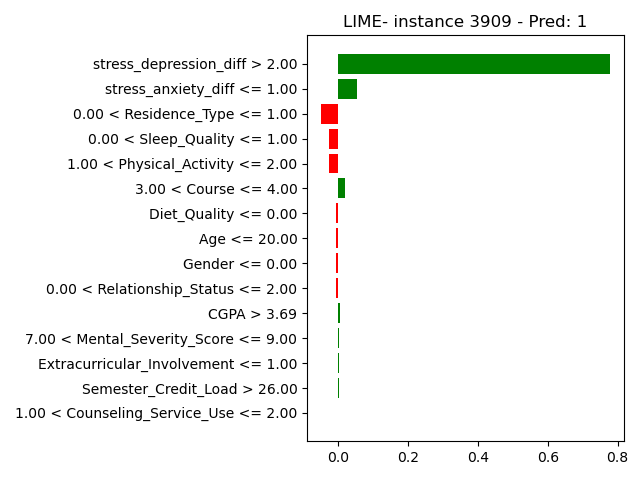 LIME- instance 3909 - Pred: 1
stress_depression_diff > 2.00
stress_anxiety_diff <= 1.00
0.00 < Residence_Type <= 1.00
0.00 < Sleep_Quality <= 1.00
1.00 < Physical_Activity <= 2.00
3.00 < Course <= 4.00
Diet_Quality <= 0.00
Age <= 20.00
Gender <= 0.00
0.00 < Relationship_Status <= 2.00
CGPA > 3.69
7.00 < Mental_Severity_Score <= 9.00
Extracurricular_Involvement <= 1.00
Semester_Credit_Load > 26.00
1.00 < Counseling_Service_Use <= 2.00
0.0 0.2 0.4 0.6 0.8